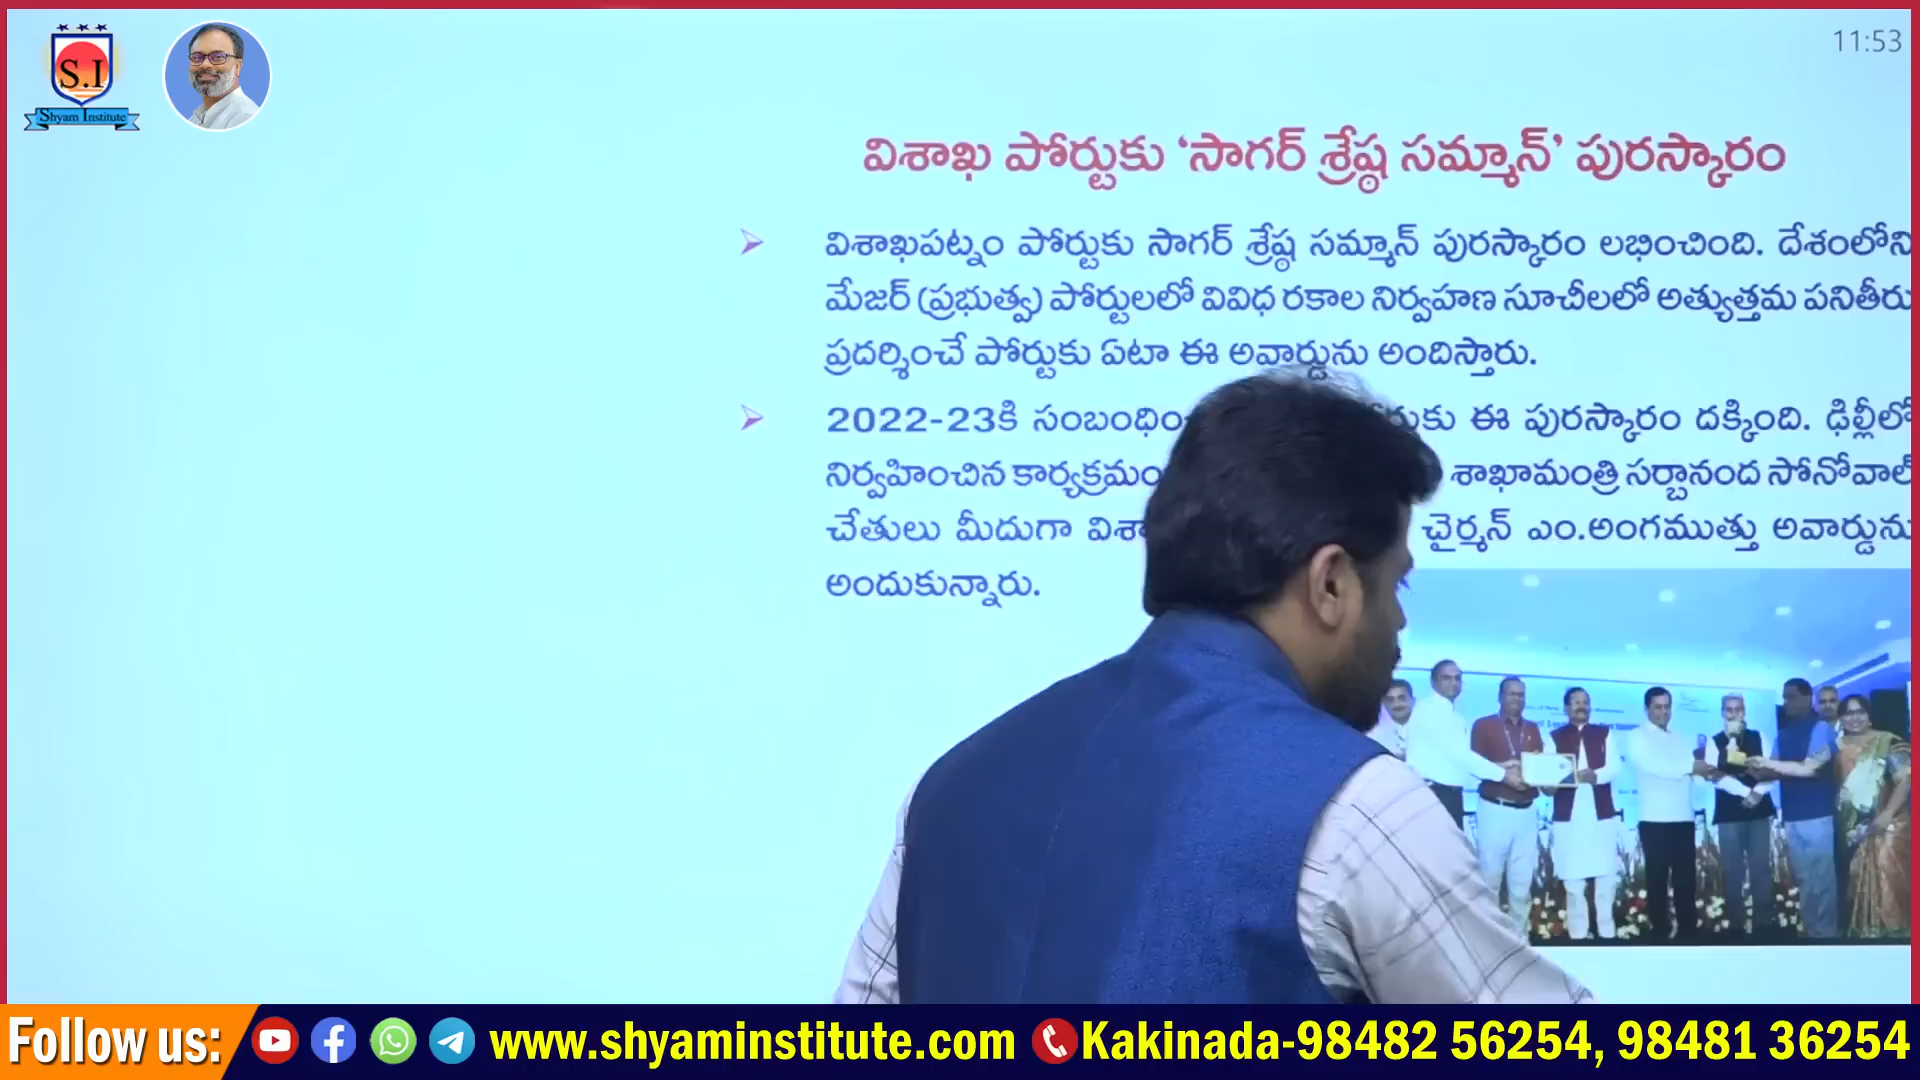 11:53
S.I
Shyam Institute
విశాఖ పోర్టుకు ‘సాగర్ శ్రేష్ఠ సమ్మాన్’ పురస్కారం
➢ విశాఖపట్నం పోర్టుకు సాగర్ శ్రేష్ఠ సమ్మాన్ పురస్కారం లభించింది. దేశంలోని
మేజర్ (ప్రభుత్వ) పోర్టులలో వివిధ రకాల నిర్వహణ సూచీలలో అత్యుత్తమ పనితీరు
ప్రదర్శించే పోర్టుకు ఏటా ఈ అవార్డును అందిస్తారు.
➢ 2022-23కి ఈ పురస్కారం దక్కింది. ఢిల్లీలో
నిర్వహించిన శాఖామంత్రి సర్బానంద సోనోవాల్
చేతులు మీదుగా చైర్మన్ ఎం.అంగముత్తు అవార్డును
అందుకున్నారు.
Follow us: www.shyaminstitute.com Kakinada-98482 56254, 98481 36254